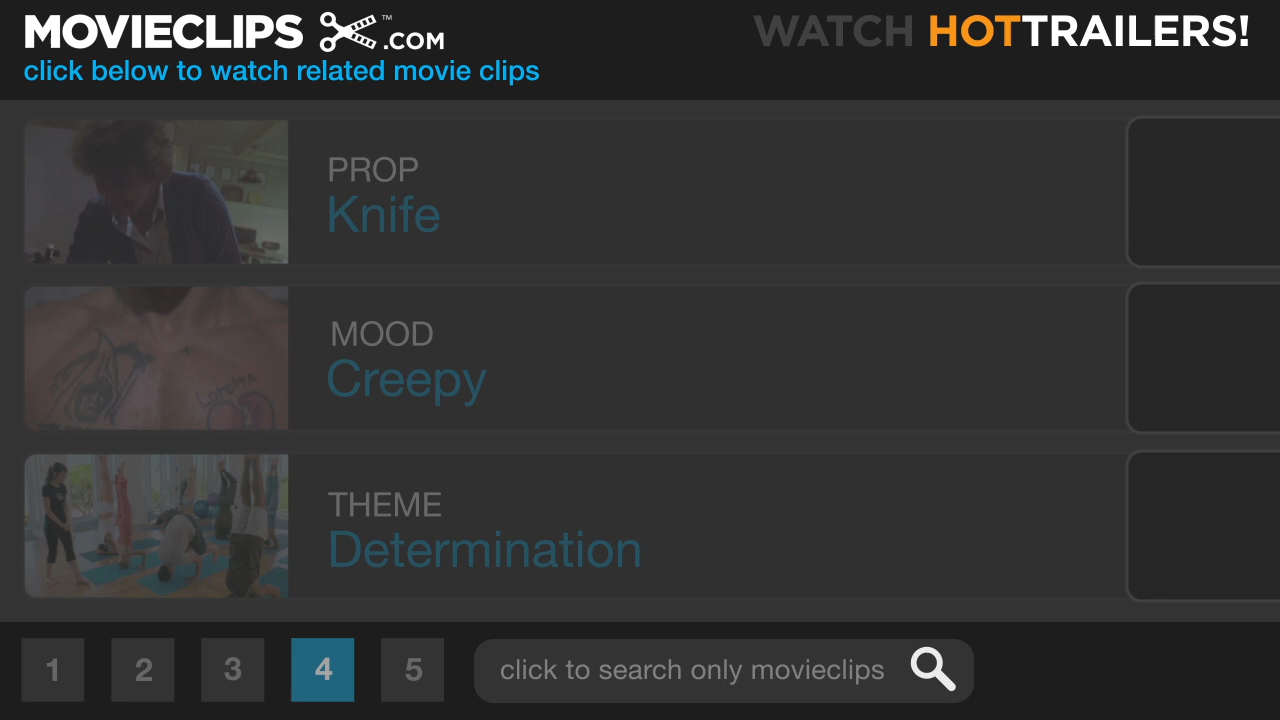 MOVIECLIPS ™ .COM
WATCH HOTTRAILERS!
click below to watch related movie clips
PROP
Knife
MOOD
Creepy
Loretta
THEME
Determination
1 2 3 4 5 click to search only movieclips